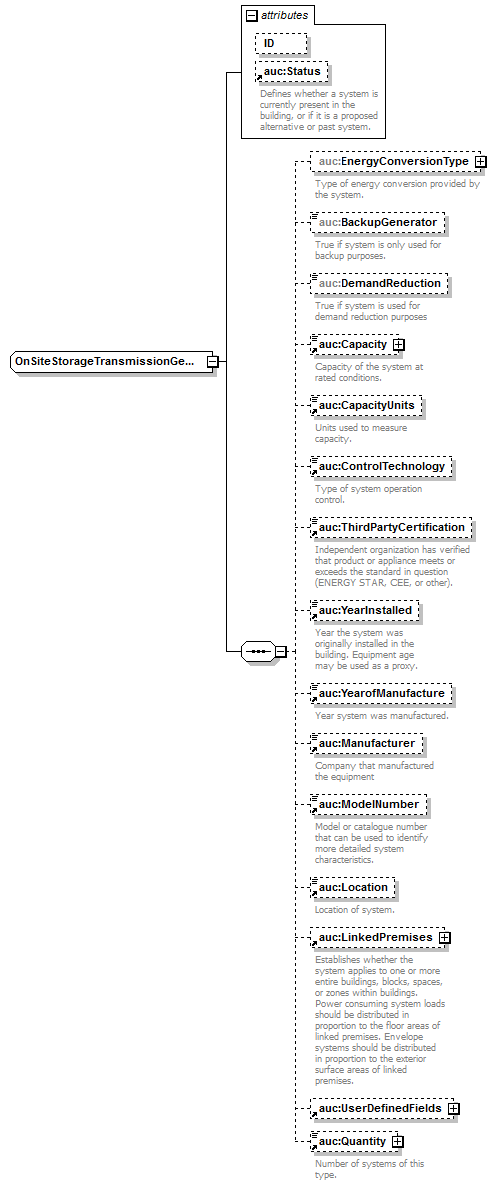 attributes
ID
auc:Status
Defines whether a system is
currently present in the
building, or if it is a proposed
alternative or past system.
auc:EnergyConversionType
Type of energy conversion provided by
the system.
auc:BackupGenerator
True if system is only used for
backup purposes.
auc:DemandReduction
True if system is used for
demand reduction purposes
OnSiteStorageTransmissionGe...
auc:Capacity
Capacity of the system at
rated conditions.
auc:CapacityUnits
Units used to measure
capacity.
auc:ControlTechnology
Type of system operation
control.
auc:ThirdPartyCertification
Independent organization has verified
that product or appliance meets or
exceeds the standard in question
(ENERGY STAR, CEE, or other).
auc:YearInstalled
Year the system was
originally installed in the
building. Equipment age
may be used as a proxy.
auc:YearofManufacture
Year system was manufactured.
auc:Manufacturer
Company that manufactured
the equipment
auc:ModelNumber
Model or catalogue number
that can be used to identify
more detailed system
characteristics.
auc:Location
Location of system.
auc:LinkedPremises
Establishes whether the
system applies to one or more
entire buildings, blocks, spaces,
or zones within buildings.
Power consuming system loads
should be distributed in
proportion to the floor areas of
linked premises. Envelope
systems should be distributed
in proportion to the exterior
surface areas of linked
premises.
auc:UserDefinedFields
auc:Quantity
Number of systems of this
type.